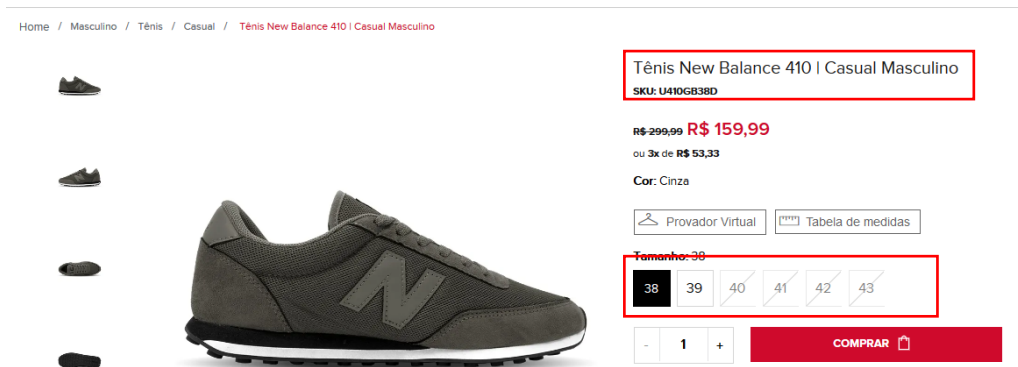 Home / Masculino / Tênis / Casual / Tênis New Balance 410 | Casual Masculino
Tênis New Balance 410 | Casual Masculino
SKU: U410GB38D
R$ 299,99 R$ 159,99
ou 3x de R$ 53,33
Cor: Cinza
Provador Virtual Tabela de medidas
Tamanho: 38
38 39 40 41 42 43
- 1 + COMPRAR
N